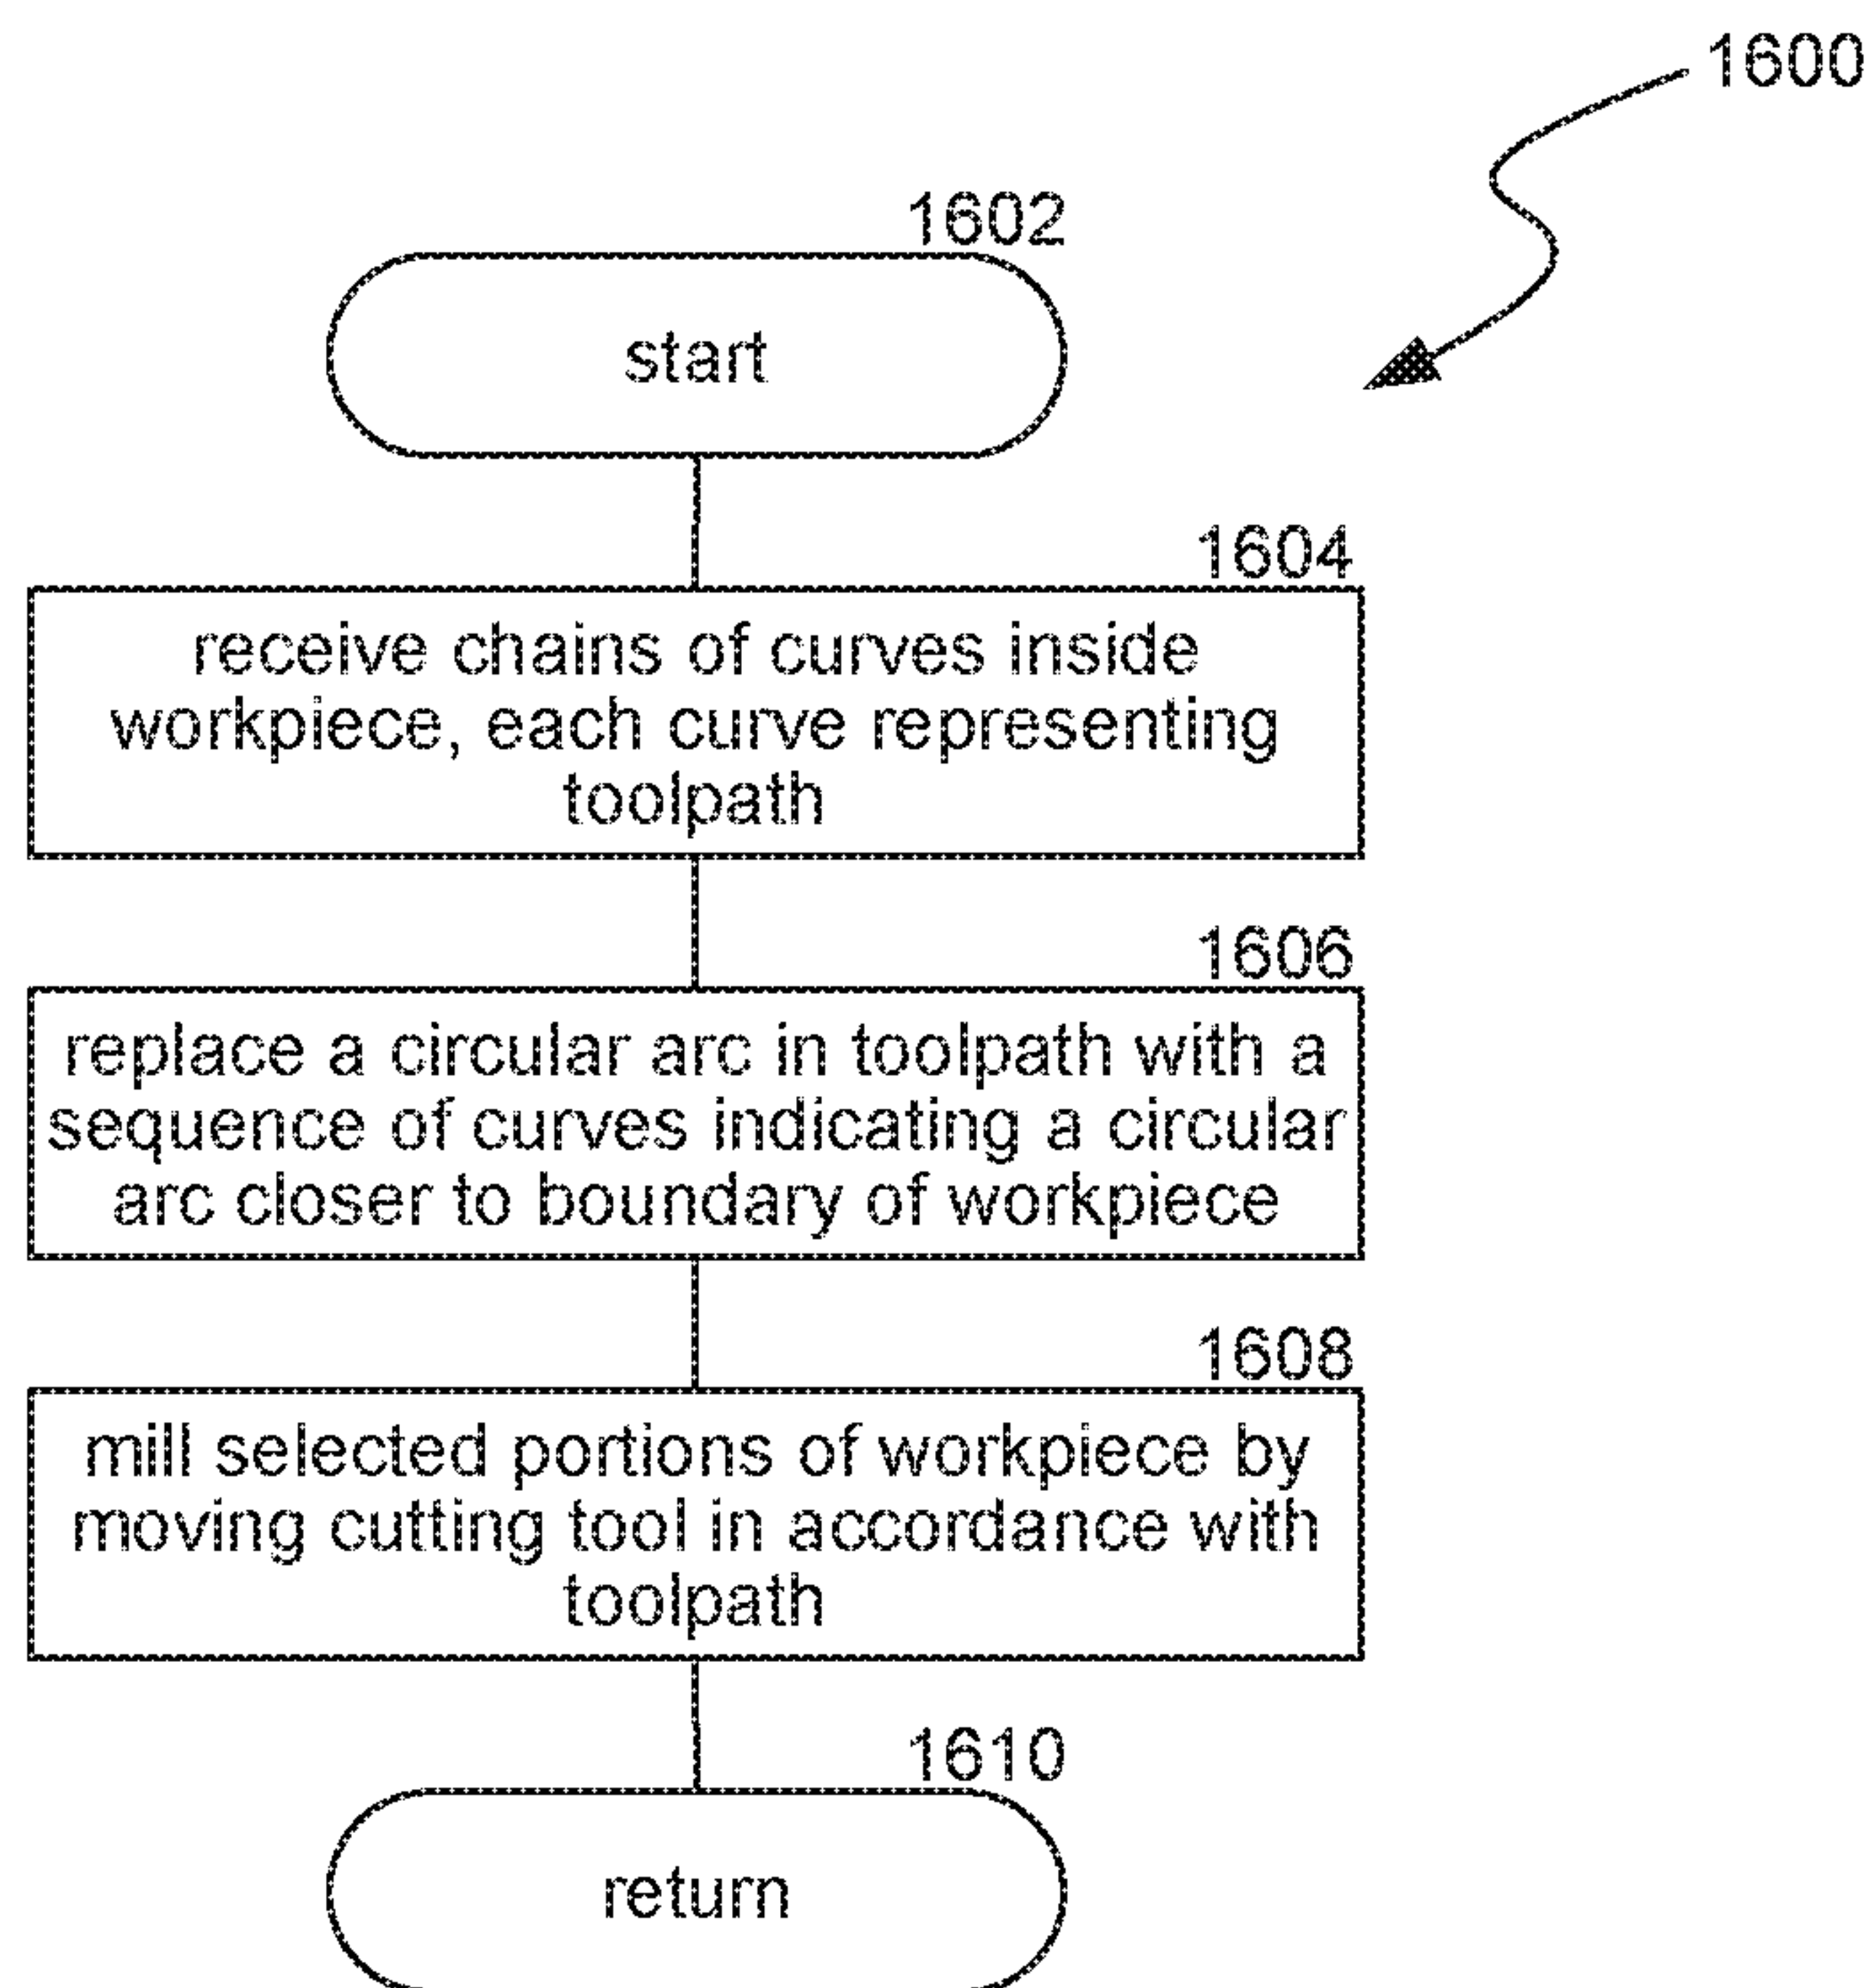 1600
1602
start
1604
receive chains of curves inside
workpiece, each curve representing
toolpath
1606
replace a circular arc in toolpath with a
sequence of curves indicating a circular
arc closer to boundary of workpiece
1608
mill selected portions of workpiece by
moving cutting tool in accordance with
toolpath
1610
return